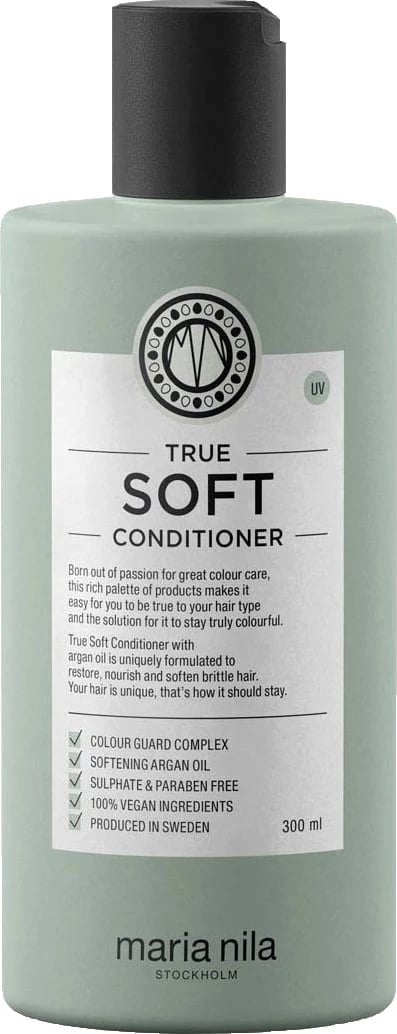 MN
UV
TRUE
SOFT
CONDITIONER
Born out of passion for great colour care,
this rich palette of products makes it
easy for you to be true to your hair type
and the solution for it to stay truly colourful.
True Soft Conditioner with
argan oil is uniquely formulated to
restore, nourish and soften brittle hair.
Your hair is unique, that's how it should stay.
COLOUR GUARD COMPLEX
SOFTENING ARGAN OIL
SULPHATE & PARABEN FREE
100% VEGAN INGREDIENTS
PRODUCED IN SWEDEN
300 ml
maria nila
STOCKHOLM